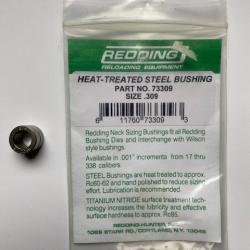 REDDING
RELOADING EQUIPMENT
HEAT-TREATED STEEL BUSHING
PART NO. 73309
SIZE .309
6 11760 73309 3
Redding Neck Sizing Bushings fit all Redding
Bushing Dies and interchange with Wilson
style bushings.
Available in .001" increments from 17 thru
338 calibers.
STEEL Bushings are heat treated to approx.
Rc60-62 and hand polished to reduce sizing
effort. Lubrication is recommended.
TITANIUM NITRIDE surface treatment tech-
nology increases the lubricity and effective
surface hardness to approx. Rc85.
REDDING-HUNTER, INC.
1089 STARR RD., CORTLAND, N.Y. 13045